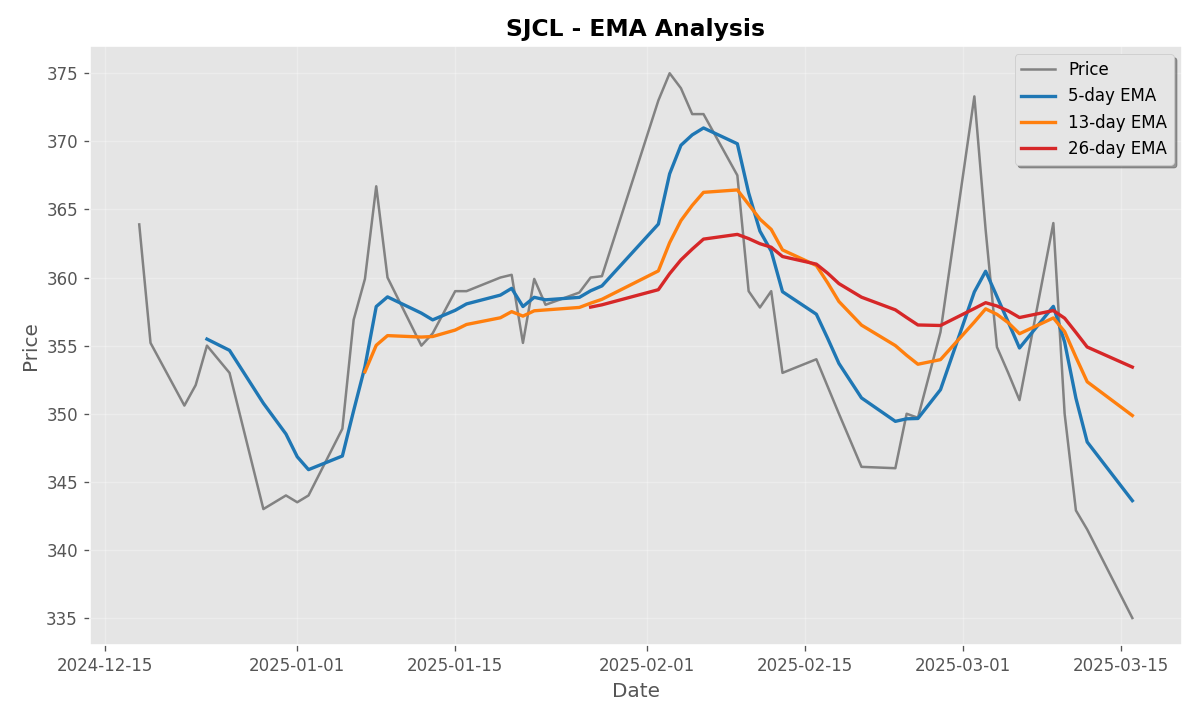 SJCL - EMA Analysis
Price
5-day EMA
13-day EMA
26-day EMA
375
370
365
360
355
350
345
340
335
Price
2024-12-15
2025-01-01
2025-01-15
2025-02-01
2025-02-15
2025-03-01
2025-03-15
Date